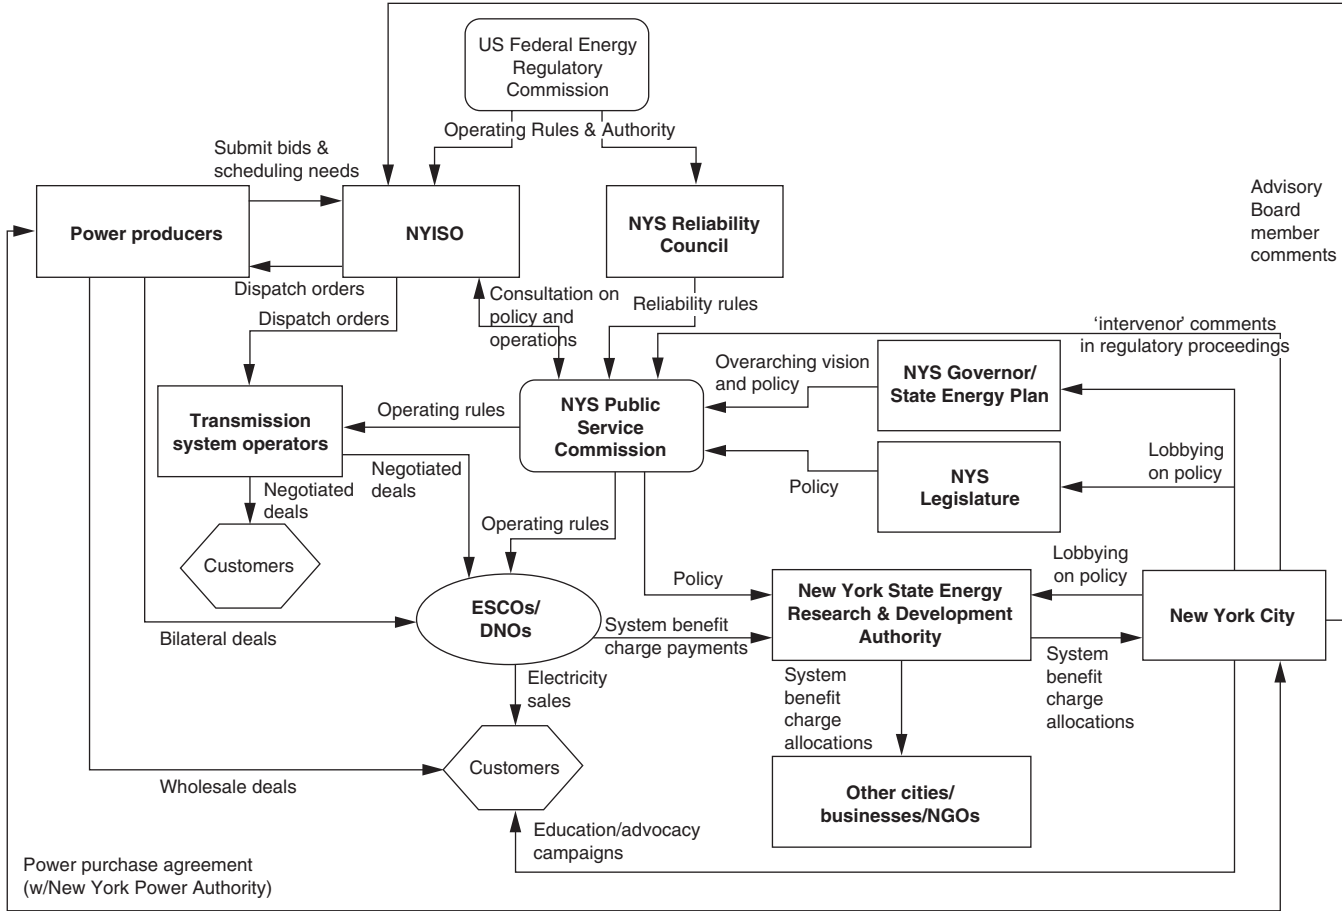 US Federal Energy
Regulatory
Commission
Operating Rules & Authority
Submit bids &
scheduling needs
Power producers
NYISO
NYS Reliability
Council
Advisory
Board
member
comments
Dispatch orders
Dispatch orders
Consultation on
policy and
operations
Reliability rules
‘intervenor’ comments
in regulatory proceedings
Overarching vision
and policy
NYS Governor/
State Energy Plan
Transmission
system operators
Operating rules
NYS Public
Service
Commission
Negotiated
deals
Negotiated
deals
Policy
NYS
Legislature
Lobbying
on policy
Customers
Operating rules
Policy
Lobbying
on policy
ESCOs/
DNOs
Bilateral deals
System benefit
charge payments
New York State Energy
Research & Development
Authority
New York City
Electricity
sales
System
benefit
charge
allocations
System
benefit
charge
allocations
Customers
Wholesale deals
Other cities/
businesses/NGOs
Education/advocacy
campaigns
Power purchase agreement
(w/New York Power Authority)